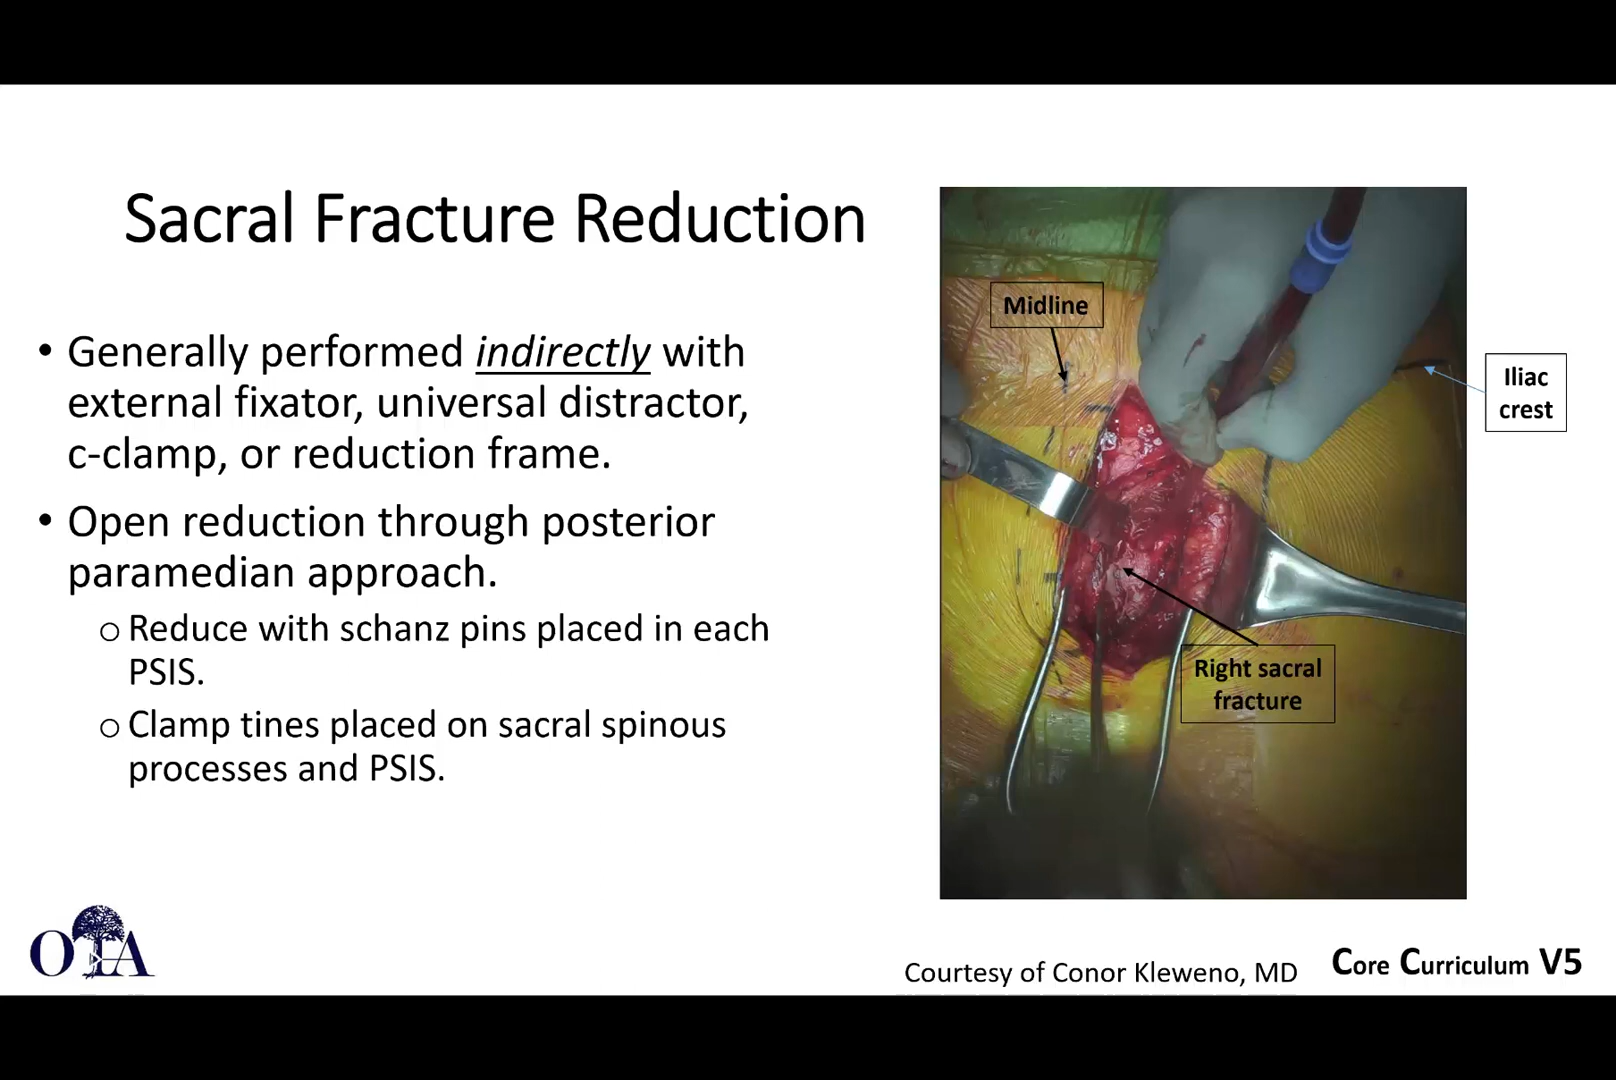 Sacral Fracture Reduction
• Generally performed indirectly with
external fixator, universal distractor,
c-clamp, or reduction frame.
• Open reduction through posterior
paramedian approach.
o Reduce with schanz pins placed in each
PSIS.
o Clamp tines placed on sacral spinous
processes and PSIS.
Midline
Iliac
crest
Right sacral
fracture
OTA
Courtesy of Conor Kleweno, MD
Core Curriculum V5